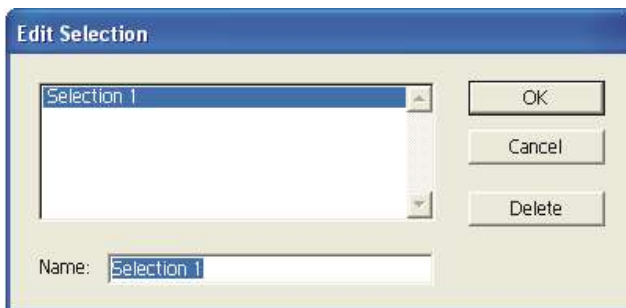 Edit Selection
Selection 1
OK
Cancel
Delete
Name: Selection 1